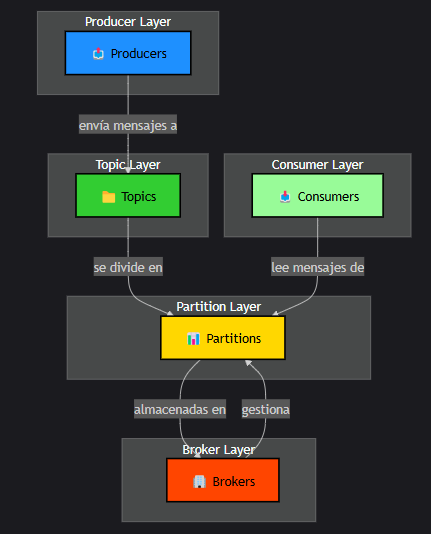 Producer Layer
Producers
envía mensajes a
Topic Layer
Topics
Consumer Layer
Consumers
se divide en
lee mensajes de
Partition Layer
Partitions
almacenadas en
gestiona
Broker Layer
Brokers